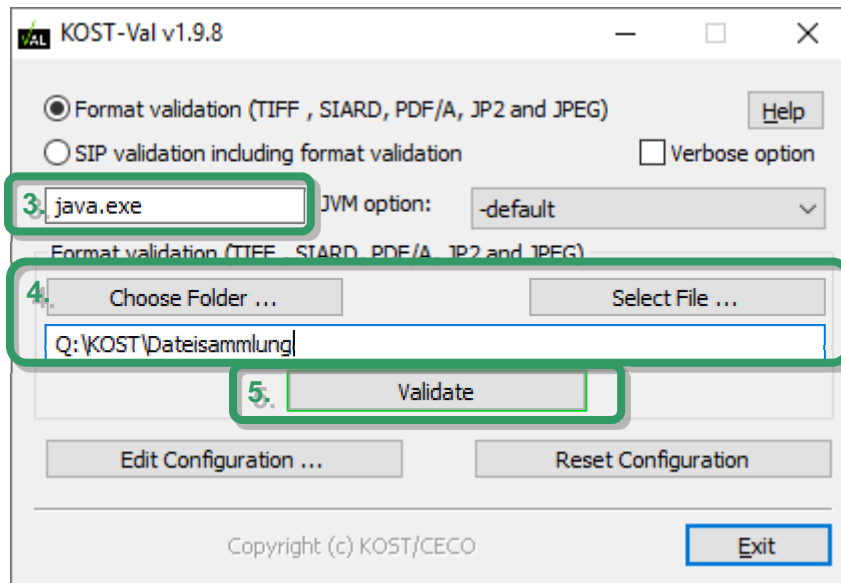 VAL KOST-Val v1.9.8
Format validation (TIFF , SIARD, PDF/A, JP2 and JPEG) Help
SIP validation including format validation Verbose option
3. java.exe JVM option: -default
Format validation (TIFF , SIARD, PDF/A, JP2 and JPEG)
4. Choose Folder ... Select File ...
Q:\KOST\Dateisammlung
5. Validate
Edit Configuration ... Reset Configuration
Copyright (c) KOST/CECO Exit